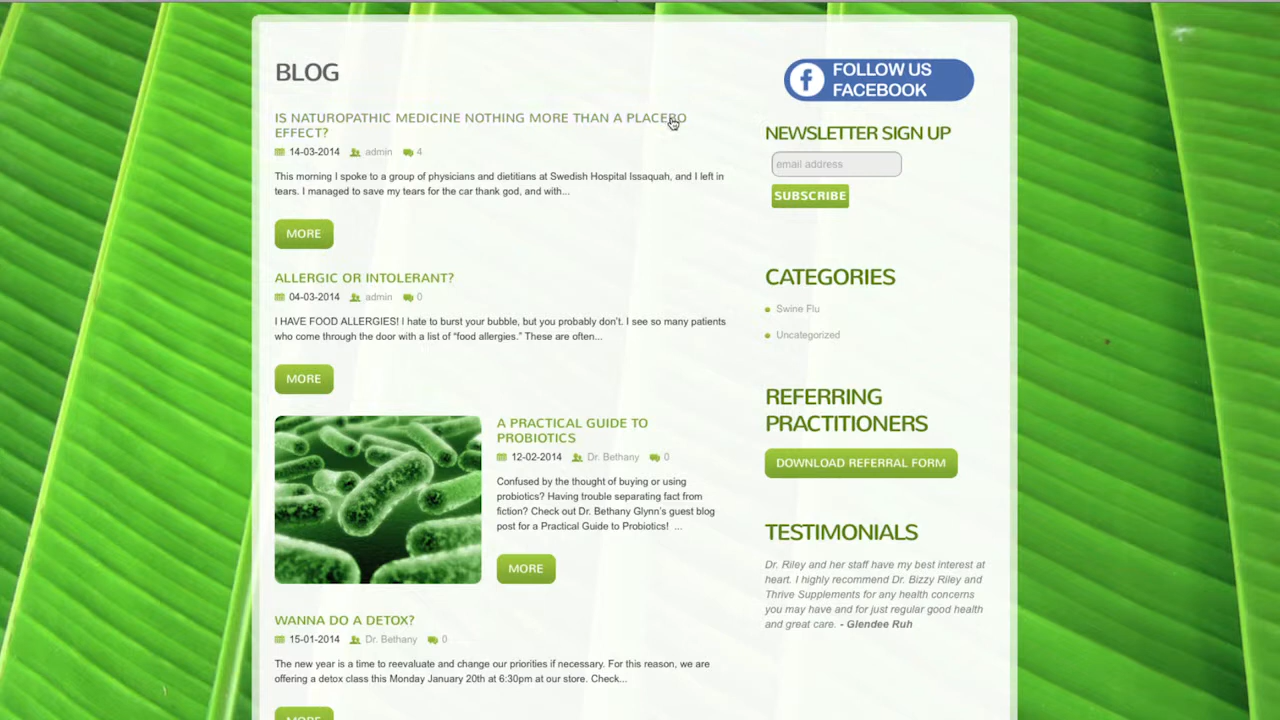 BLOG
IS NATUROPATHIC MEDICINE NOTHING MORE THAN A PLACEBO
EFFECT?
14-03-2014 admin 4
This morning I spoke to a group of physicians and dietitians at Swedish Hospital Issaquah, and I left in
tears. I managed to save my tears for the car thank god, and with...
MORE
ALLERGIC OR INTOLERANT?
04-03-2014 admin 0
I HAVE FOOD ALLERGIES! I hate to burst your bubble, but you probably don't. I see so many patients
who come through the door with a list of “food allergies.” These are often...
MORE
A PRACTICAL GUIDE TO
PROBIOTICS
12-02-2014 Dr. Bethany 0
Confused by the thought of buying or using
probiotics? Having trouble separating fact from
fiction? Check out Dr. Bethany Glynn's guest blog
post for a Practical Guide to Probiotics! ...
MORE
WANNA DO A DETOX?
15-01-2014 Dr. Bethany 0
The new year is a time to reevaluate and change our priorities if necessary. For this reason, we are
offering a detox class this Monday January 20th at 6:30pm at our store. Check...
MORE
FOLLOW US
FACEBOOK
NEWSLETTER SIGN UP
email address
SUBSCRIBE
CATEGORIES
Swine Flu
Uncategorized
REFERRING
PRACTITIONERS
DOWNLOAD REFERRAL FORM
TESTIMONIALS
Dr. Riley and her staff have my best interest at
heart. I highly recommend Dr. Bizzy Riley and
Thrive Supplements for any health concerns
you may have and for just regular good health
and great care. - Glendee Ruh